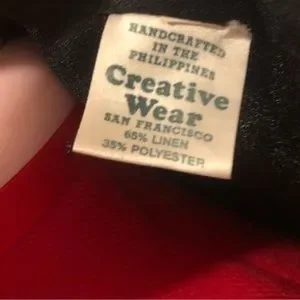 HANDCRAFTED
IN THE
PHILIPPINES
Creative
Wear
SAN FRANCISCO
65% LINEN
35% POLYESTER